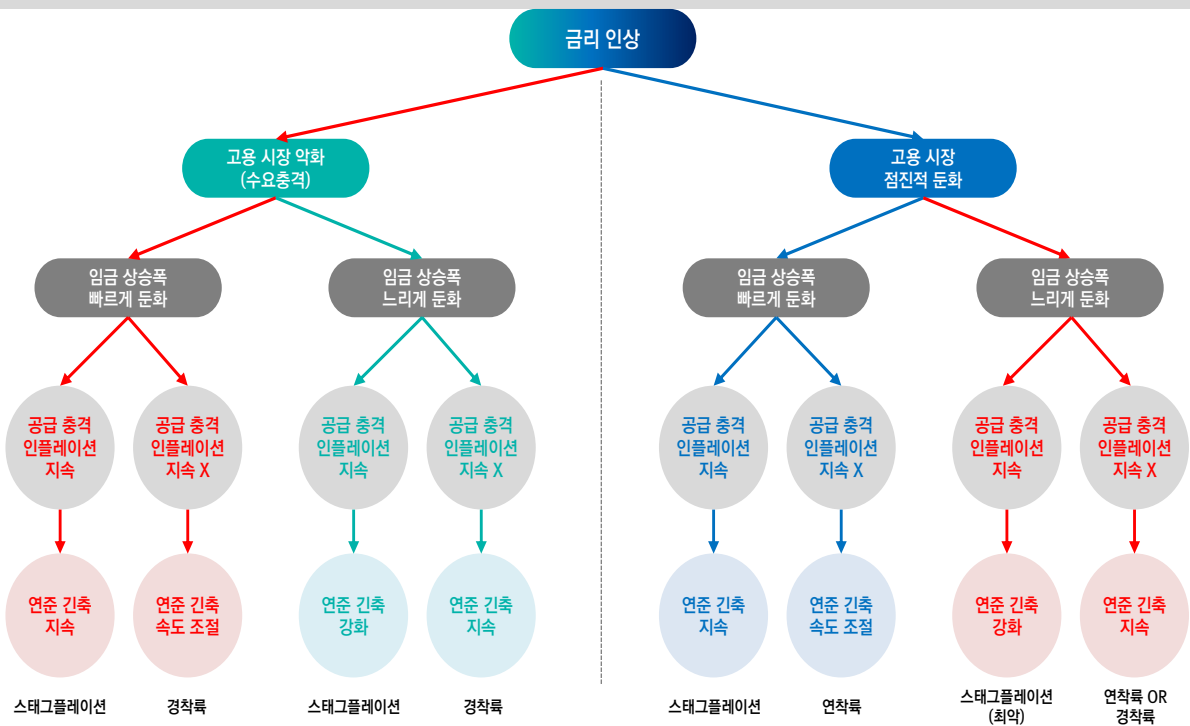 금리 인상
고용 시장 악화
(수요충격)
고용 시장
점진적 둔화
임금 상승폭
빠르게 둔화
임금 상승폭
느리게 둔화
임금 상승폭
빠르게 둔화
임금 상승폭
느리게 둔화
공급 충격
인플레이션
지속
공급 충격
인플레이션
지속 X
공급 충격
인플레이션
지속
공급 충격
인플레이션
지속 X
공급 충격
인플레이션
지속
공급 충격
인플레이션
지속 X
공급 충격
인플레이션
지속
공급 충격
인플레이션
지속 X
연준 긴축
지속
연준 긴축
속도 조절
연준 긴축
강화
연준 긴축
지속
연준 긴축
지속
연준 긴축
속도 조절
연준 긴축
강화
연준 긴축
지속
스태그플레이션
경착륙
스태그플레이션
경착륙
스태그플레이션
연착륙
스태그플레이션
(최악)
연착륙 OR
경착륙